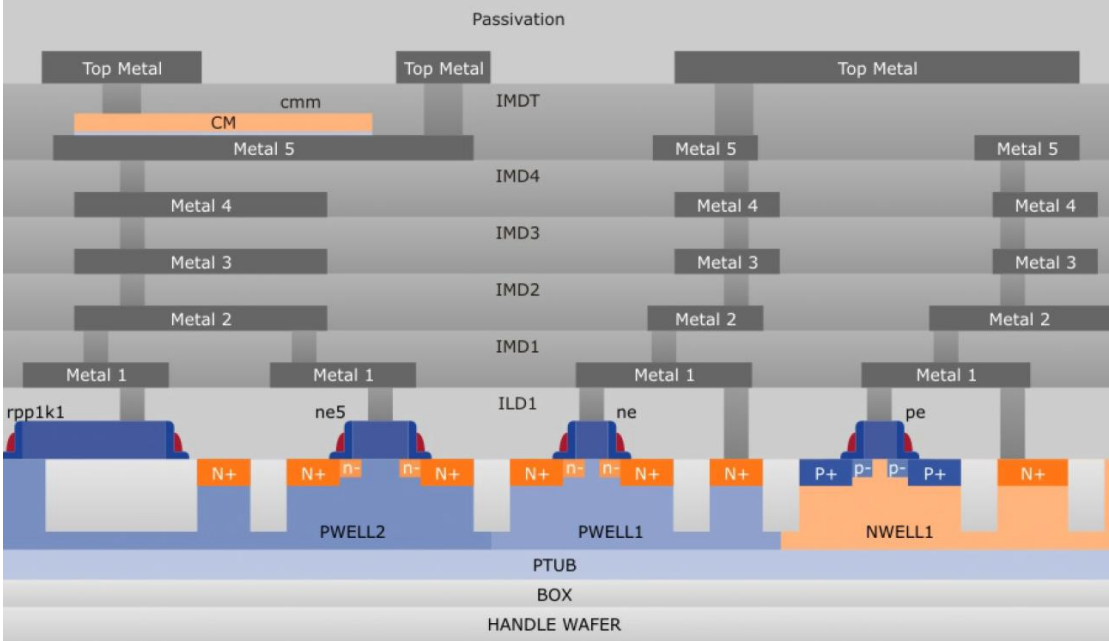 Passivation
Top Metal
Top Metal
Top Metal
IMDT
cmm
CM
Metal 5
Metal 5
Metal 5
IMD4
Metal 4
Metal 4
Metal 4
IMD3
Metal 3
Metal 3
Metal 3
IMD2
Metal 2
Metal 2
Metal 2
IMD1
Metal 1
Metal 1
Metal 1
Metal 1
ILD1
rpp1k1
ne5
ne
pe
N+
N+
n-
n-
N+
N+
n-
n-
N+
N+
P+
p-
p-
P+
N+
PWELL2
PWELL1
NWELL1
PTUB
BOX
HANDLE WAFER